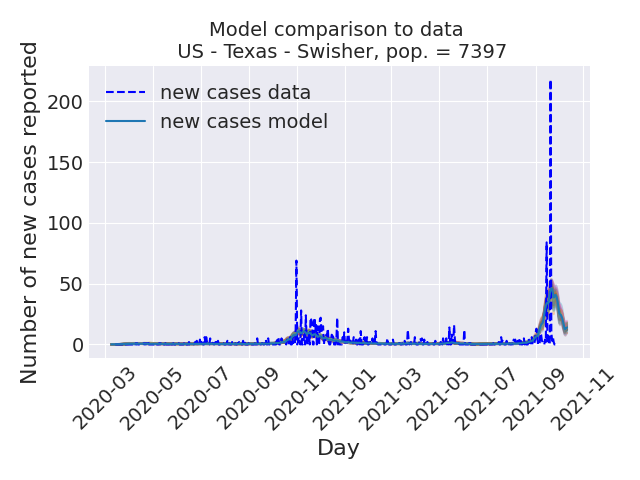 Model comparison to data
US - Texas - Swisher, pop. = 7397
Number of new cases reported
200
150
100
50
0
new cases data
new cases model
2020-03
2020-05
2020-07
2020-09
2020-11
2021-01
2021-03
2021-05
2021-07
2021-09
2021-11
Day